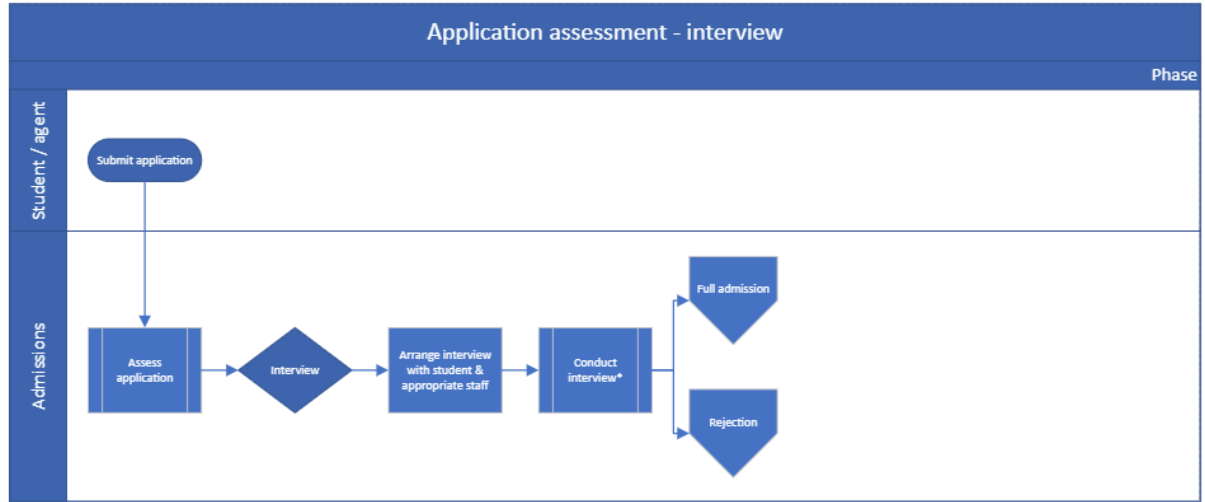 Application assessment - interview
Phase
Student / agent
Submit application
Admissions
Assess
application
Interview
Arrange interview
with student &
appropriate staff
Conduct
interview*
Full admission
Rejection